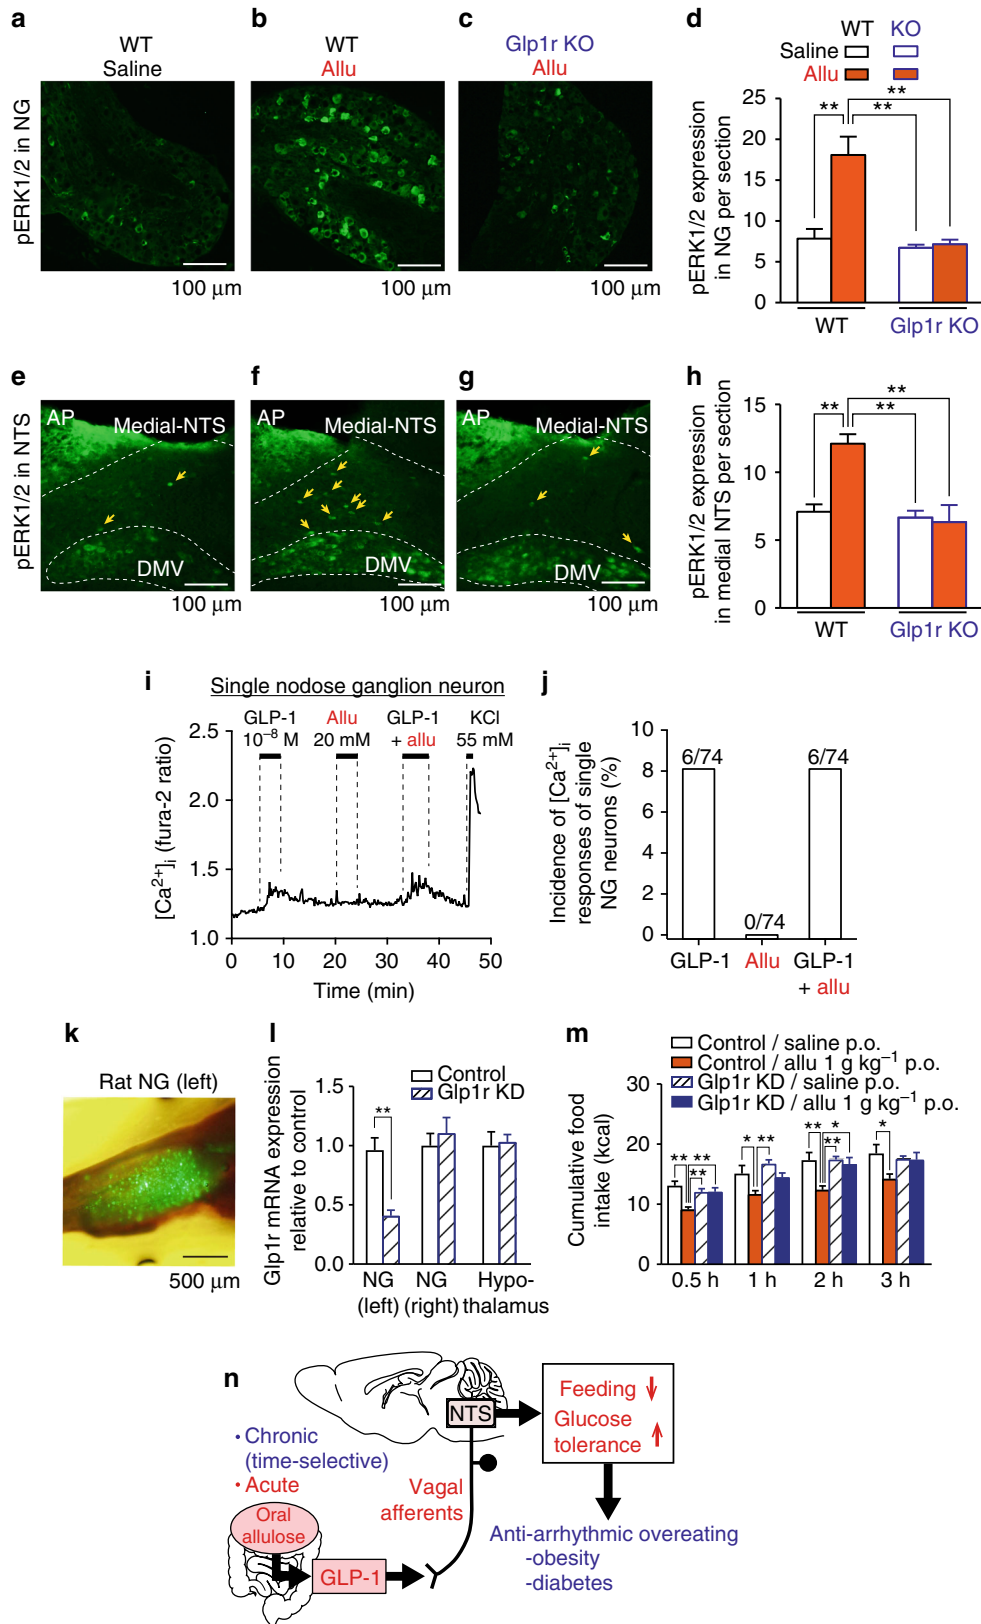 a
WT
Saline
b
WT
Allu
c
Glp1r KO
Allu
pERK1/2 in NG
100 µm
100 µm
100 µm
d
WT KO
Saline
Allu
pERK1/2 expression
in NG per section
25
20
15
10
5
0
**
**
**
WT
Glp1r KO
e
f
g
pERK1/2 in NTS
AP
Medial-NTS
DMV
100 µm
AP
Medial-NTS
DMV
100 µm
AP
Medial-NTS
DMV
100 µm
h
pERK1/2 expression
in medial NTS per section
15
10
5
0
**
**
**
WT
Glp1r KO
i
Single nodose ganglion neuron
GLP-1
10⁻⁸ M
Allu
20 mM
GLP-1
+ allu
KCl
55 mM
[Ca²⁺]i (fura-2 ratio)
2.5
2.0
1.5
1.0
0 10 20 30 40 50
Time (min)
j
Incidence of [Ca²⁺]i
responses of single
NG neurons (%)
10
8
6
4
2
0
6/74
0/74
6/74
GLP-1
Allu
GLP-1
+ allu
k
Rat NG (left)
500 µm
l
Glp1r mRNA expression
relative to control
1.5
1.0
0.5
0.0
Control
Glp1r KD
**
NG
(left)
NG
(right)
Hypo-
thalamus
m
Control / saline p.o.
Control / allu 1 g kg⁻¹ p.o.
Glp1r KD / saline p.o.
Glp1r KD / allu 1 g kg⁻¹ p.o.
Cumulative food
intake (kcal)
30
20
10
0
** **
**
* **
** *
**
*
0.5 h 1 h 2 h 3 h
n
NTS
Feeding ↓
Glucose
tolerance ↑
• Chronic
(time-selective)
• Acute
Oral
allulose
GLP-1
Vagal
afferents
Anti-arrhythmic overeating
-obesity
-diabetes